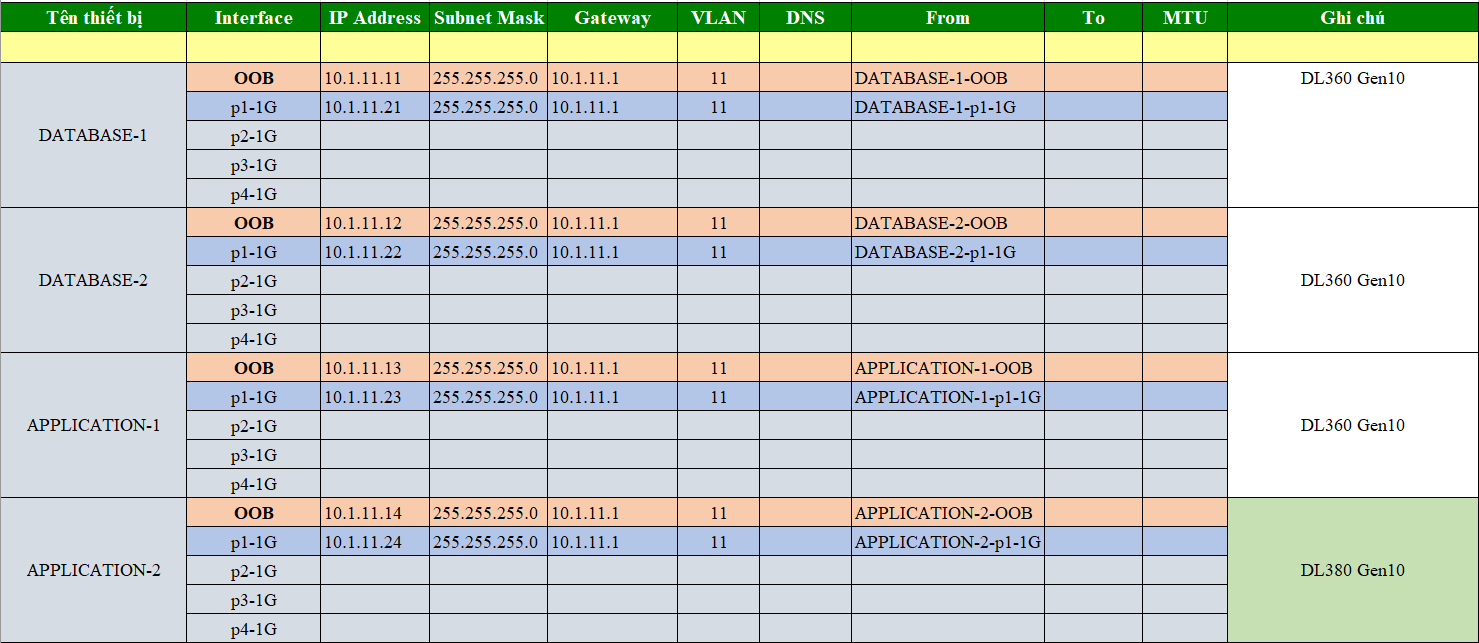 Tên thiết bị Interface IP Address Subnet Mask Gateway VLAN DNS From To MTU Ghi chú
OOB 10.1.11.11 255.255.255.0 10.1.11.1 11 DATABASE-1-OOB DL360 Gen10
p1-1G 10.1.11.21 255.255.255.0 10.1.11.1 11 DATABASE-1-p1-1G
DATABASE-1 p2-1G
p3-1G
p4-1G
OOB 10.1.11.12 255.255.255.0 10.1.11.1 11 DATABASE-2-OOB
p1-1G 10.1.11.22 255.255.255.0 10.1.11.1 11 DATABASE-2-p1-1G
DATABASE-2 p2-1G DL360 Gen10
p3-1G
p4-1G
OOB 10.1.11.13 255.255.255.0 10.1.11.1 11 APPLICATION-1-OOB
p1-1G 10.1.11.23 255.255.255.0 10.1.11.1 11 APPLICATION-1-p1-1G
APPLICATION-1 p2-1G DL360 Gen10
p3-1G
p4-1G
OOB 10.1.11.14 255.255.255.0 10.1.11.1 11 APPLICATION-2-OOB
p1-1G 10.1.11.24 255.255.255.0 10.1.11.1 11 APPLICATION-2-p1-1G
APPLICATION-2 p2-1G DL380 Gen10
p3-1G
p4-1G